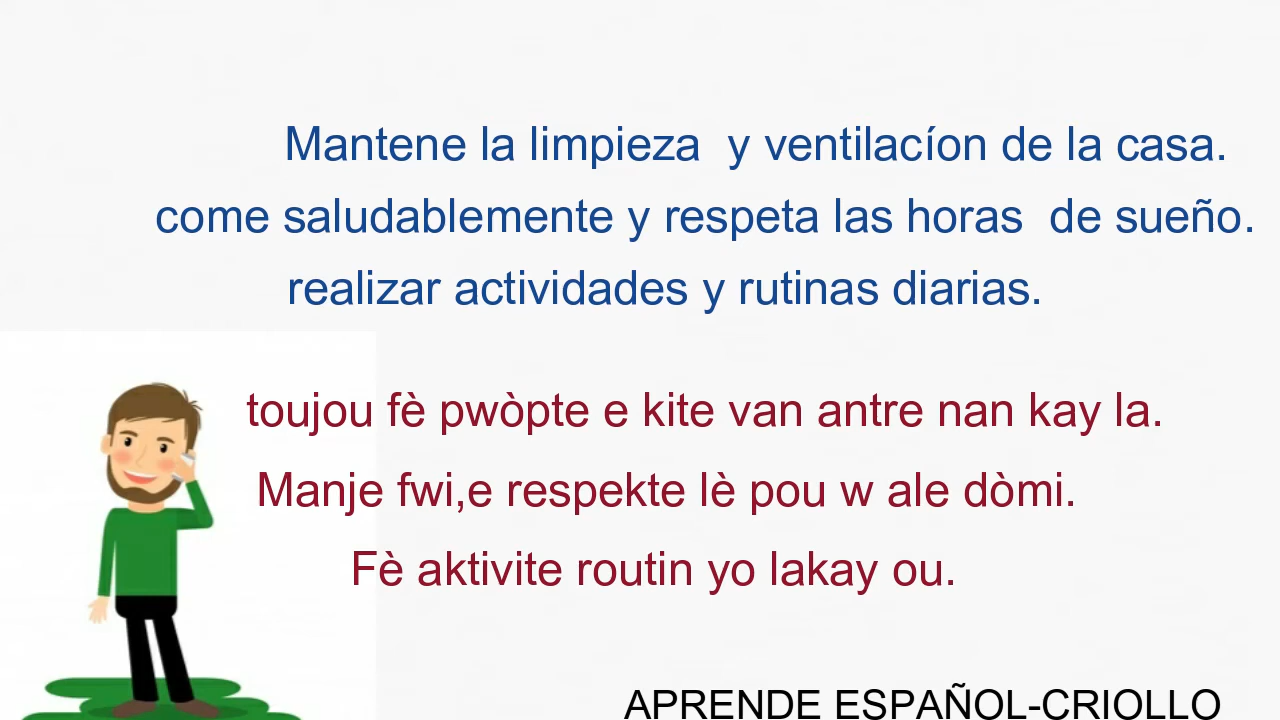 Mantene la limpieza y ventilacíon de la casa.
come saludablemente y respeta las horas de sueño.
realizar actividades y rutinas diarias.
toujou fè pwòpte e kite van antre nan kay la.
Manje fwi,e respekte lè pou w ale dòmi.
Fè aktivite routin yo lakay ou.
APRENDE ESPAÑOL-CRIOLLO